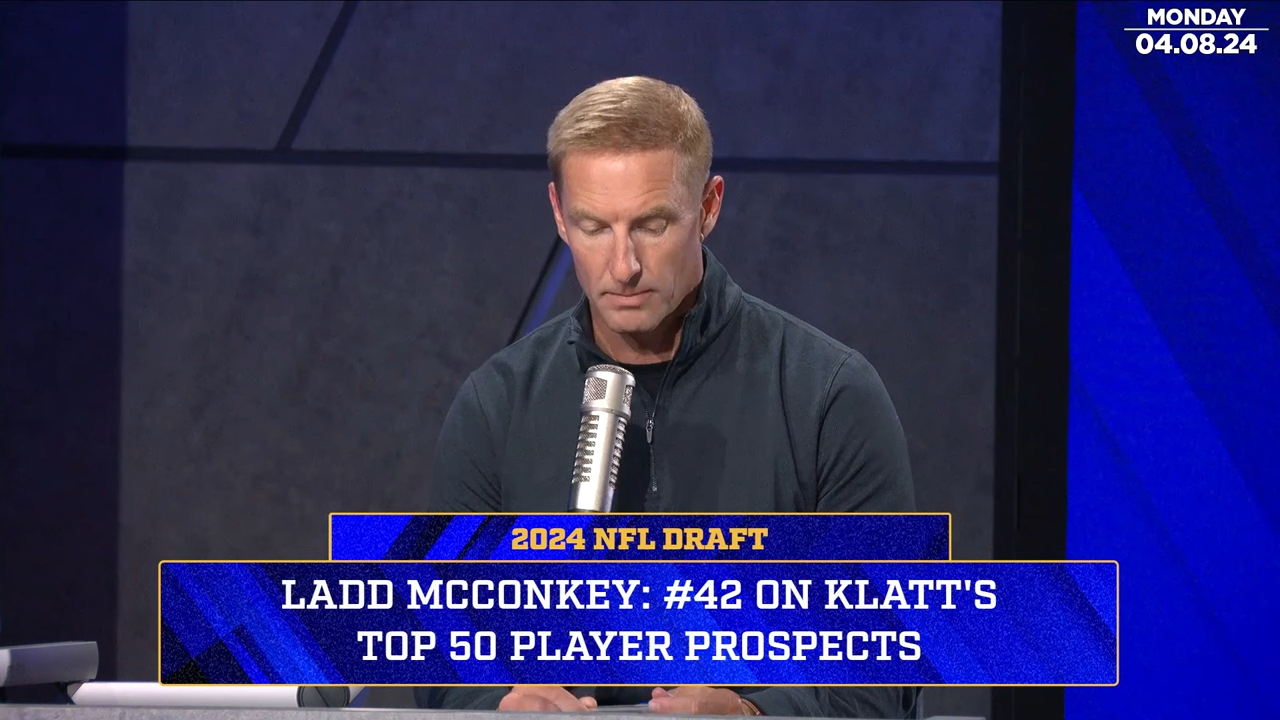 MONDAY
04.08.24
2024 NFL DRAFT
LADD MCCONKEY: #42 ON KLATT'S
TOP 50 PLAYER PROSPECTS